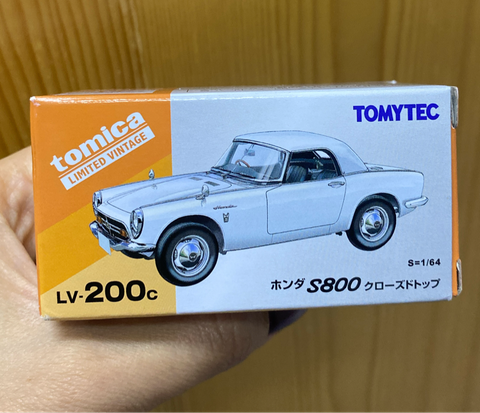 tomica
LIMITED VINTAGE
TOMYTEC
Honda
S=1/64
LV-200c
ホンダ S800 クローズドトップ